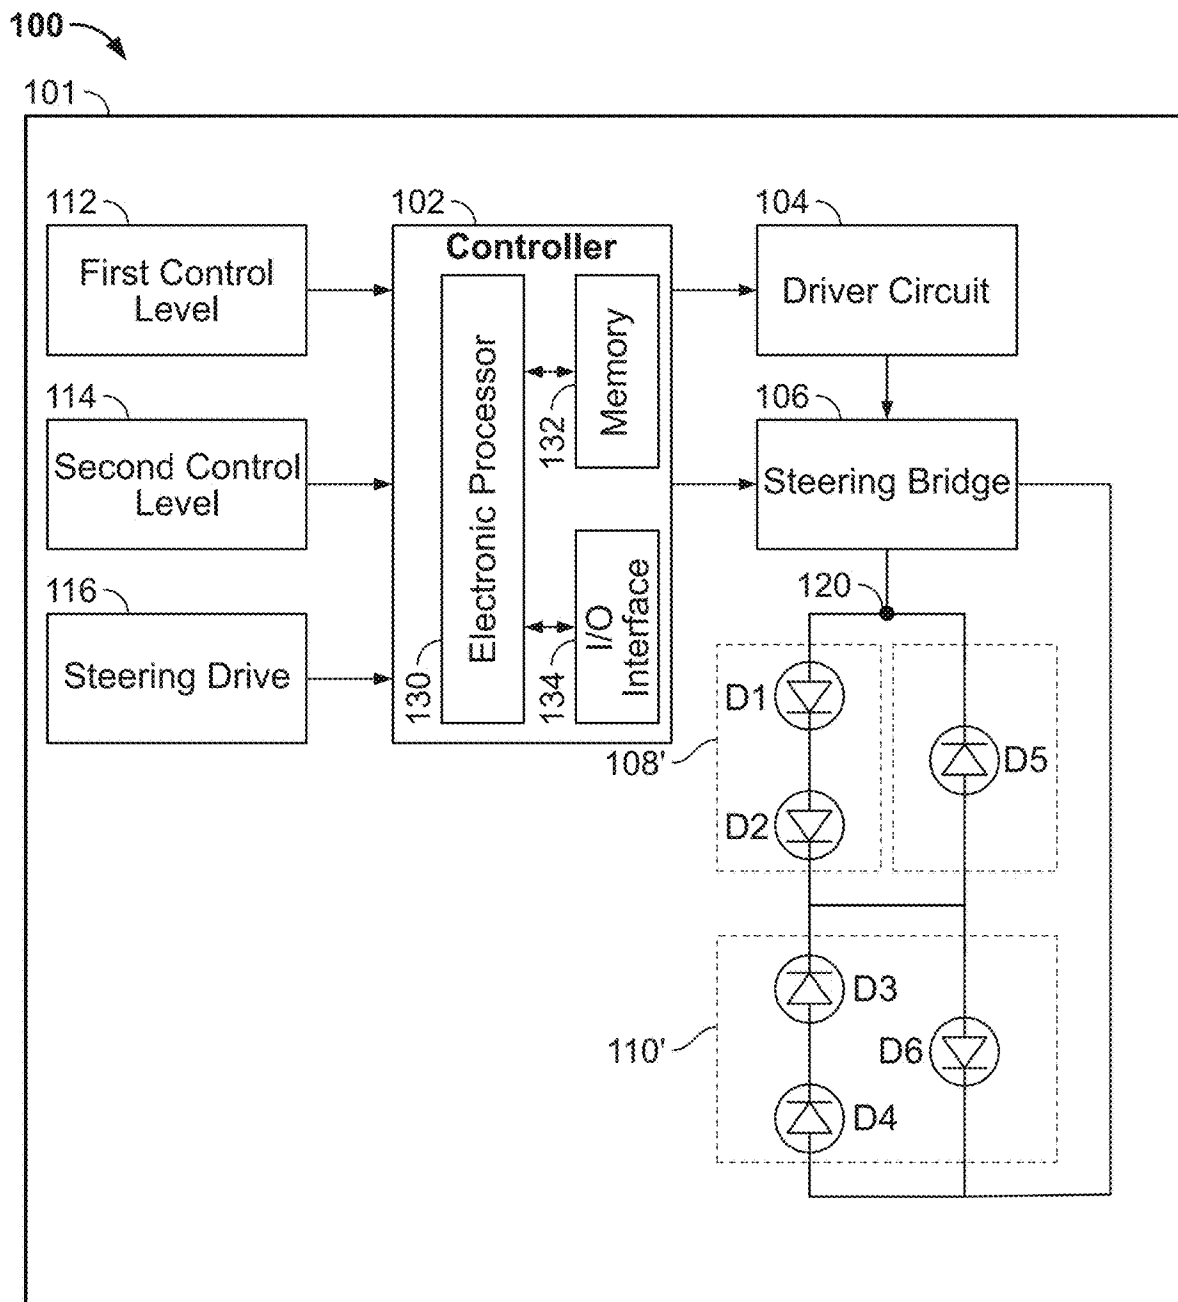 100
101
112
102
104
First Control
Level
Controller
Electronic Processor
Memory
132
Driver Circuit
114
106
Second Control
Level
Steering Bridge
116
120
Steering Drive
130
134
I/O
Interface
D1
108'
D5
D2
D3
110'
D6
D4